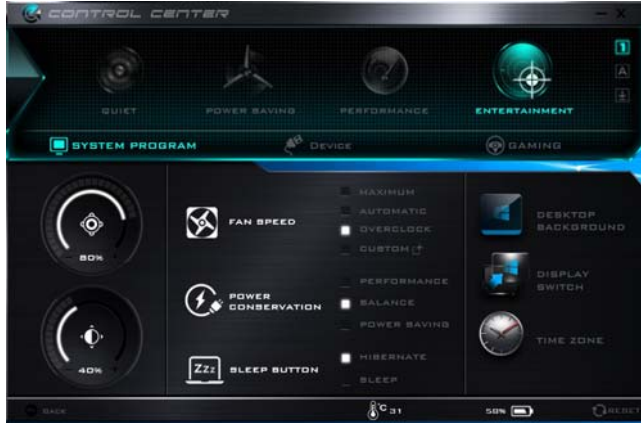 CONTROL CENTER
1
A
QUIET
POWER SAVING
PERFORMANCE
ENTERTAINMENT
SYSTEM PROGRAM
DEVICE
GAMING
80%
FAN SPEED
MAXIMUM
AUTOMATIC
OVERCLOCK
CUSTOM
DESKTOP
BACKGROUND
40%
POWER
CONSERVATION
PERFORMANCE
BALANCE
POWER SAVING
DISPLAY
SWITCH
ZZz
SLEEP BUTTON
HIBERNATE
SLEEP
TIME ZONE
BACK
°C 31
58%
RESET